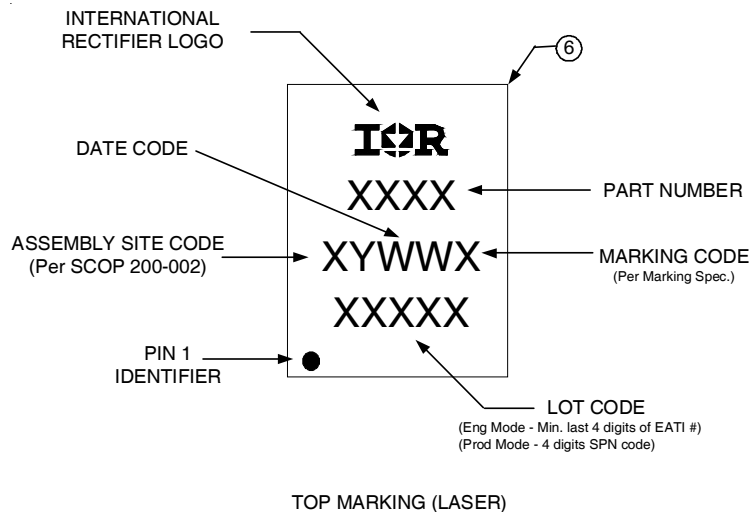 INTERNATIONAL
RECTIFIER LOGO
6
IOR
DATE CODE
XXXX
PART NUMBER
ASSEMBLY SITE CODE
(Per SCOP 200-002)
XYWWX
MARKING CODE
(Per Marking Spec.)
XXXXX
PIN 1
IDENTIFIER
LOT CODE
(Eng Mode - Min. last 4 digits of EATI #)
(Prod Mode - 4 digits SPN code)
TOP MARKING (LASER)